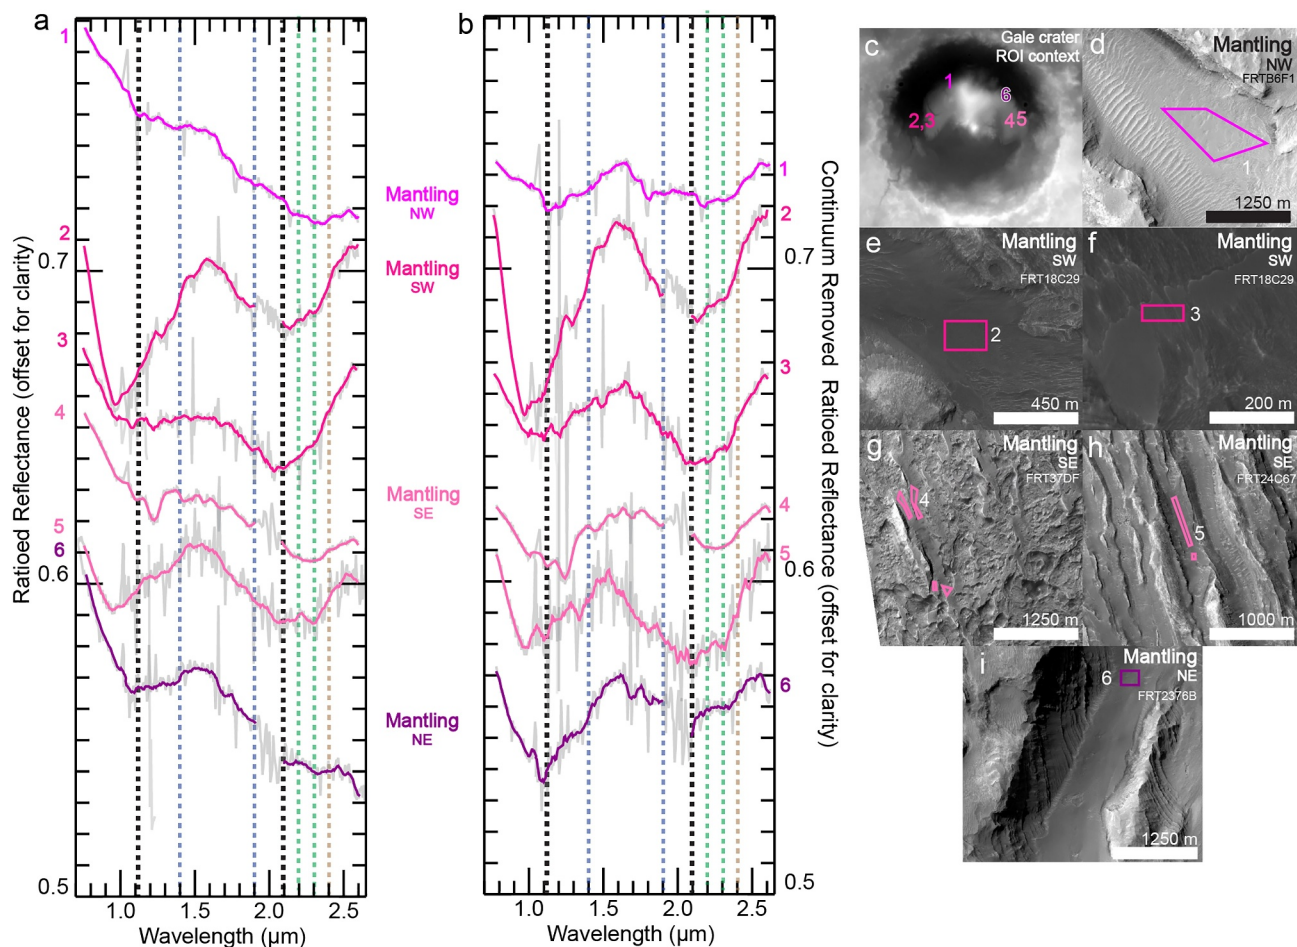 a
1
2
3
4
5
6
0.7
0.6
0.5
1.0 1.5 2.0 2.5
Wavelength (µm)
Ratioed Reflectance (offset for clarity)
Mantling
NW
Mantling
SW
Mantling
SE
Mantling
NE
b
1
2
3
4
5
6
0.7
0.6
0.5
1.0 1.5 2.0 2.5
Wavelength (µm)
Continuum Removed Ratioed Reflectance (offset for clarity)
c
Gale crater
ROI context
1
6
2,3
45
d
Mantling
NW
FRTB6F1
1
1250 m
e
Mantling
SW
FRT18C29
2
450 m
f
Mantling
SW
FRT18C29
3
200 m
g
Mantling
SE
FRT37DF
4
1250 m
h
Mantling
SE
FRT24C67
5
1000 m
i
Mantling
NE
FRT2376B
6
1250 m